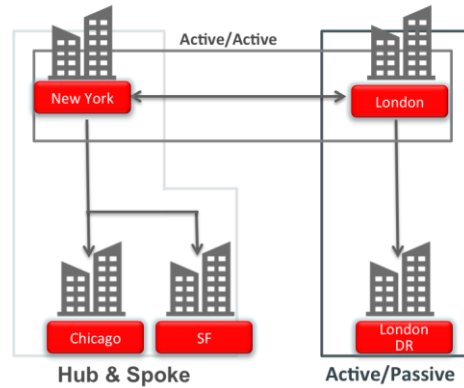 Active/Active
New York
London
Chicago
SF
London
DR
Hub & Spoke
Active/Passive